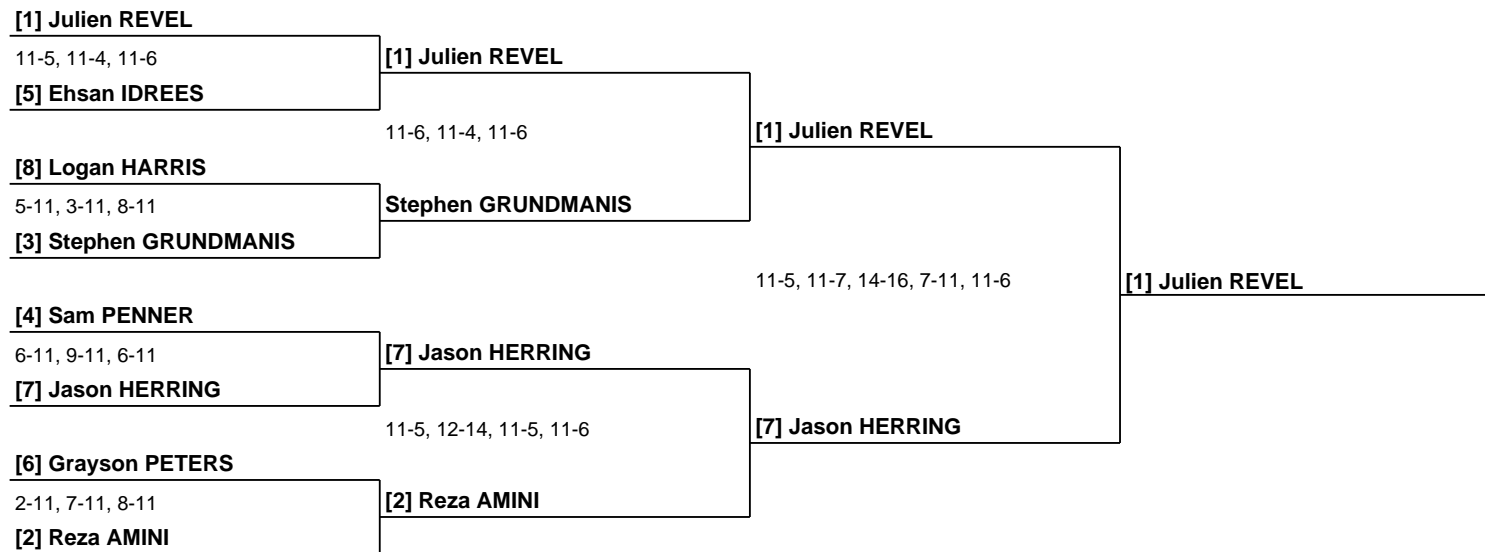 [1] Julien REVEL
11-5, 11-4, 11-6
[1] Julien REVEL
[5] Ehsan IDREES
11-6, 11-4, 11-6
[1] Julien REVEL
[8] Logan HARRIS
5-11, 3-11, 8-11
Stephen GRUNDMANIS
[3] Stephen GRUNDMANIS
11-5, 11-7, 14-16, 7-11, 11-6
[1] Julien REVEL
[4] Sam PENNER
6-11, 9-11, 6-11
[7] Jason HERRING
[7] Jason HERRING
11-5, 12-14, 11-5, 11-6
[7] Jason HERRING
[6] Grayson PETERS
2-11, 7-11, 8-11
[2] Reza AMINI
[2] Reza AMINI